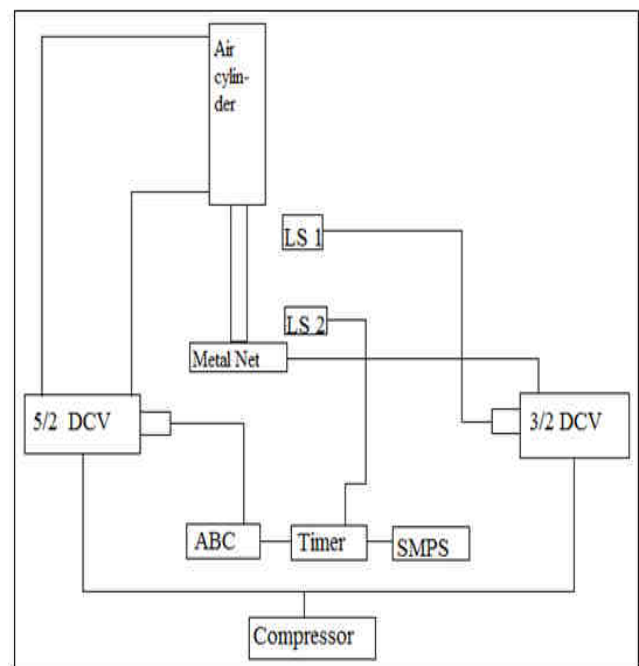 Air
cylin-
der
LS 1
LS 2
Metal Net
5/2 DCV
3/2 DCV
ABC
Timer
SMPS
Compressor